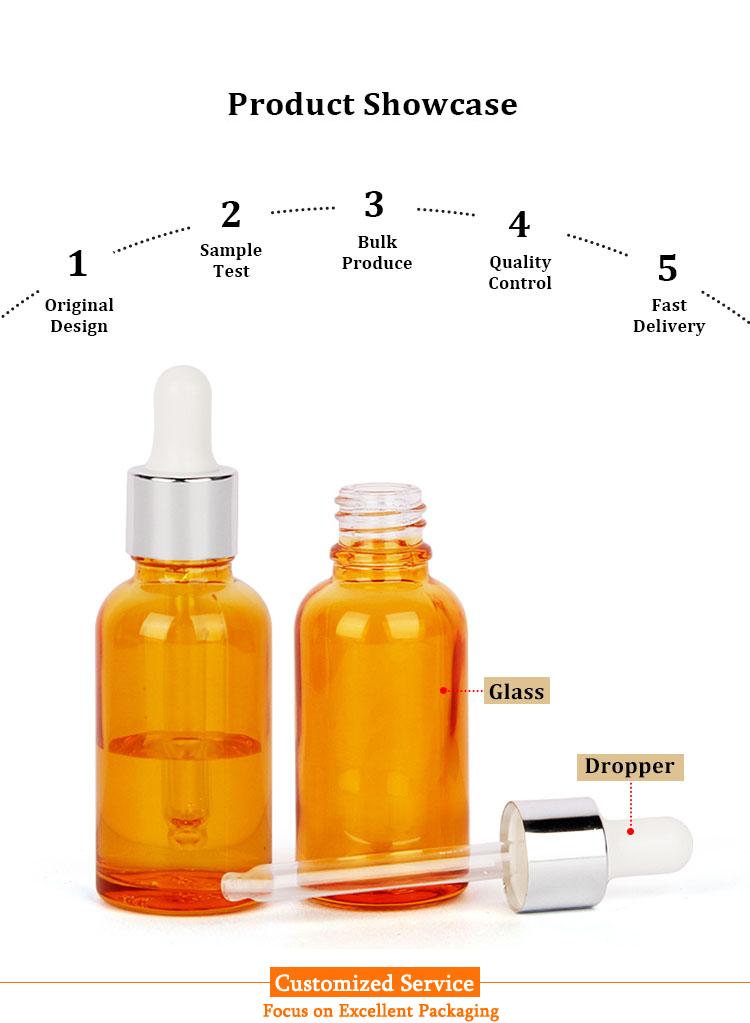 Product Showcase
1
Original
Design
2
Sample
Test
3
Bulk
Produce
4
Quality
Control
5
Fast
Delivery
Glass
Dropper
Customized Service
Focus on Excellent Packaging